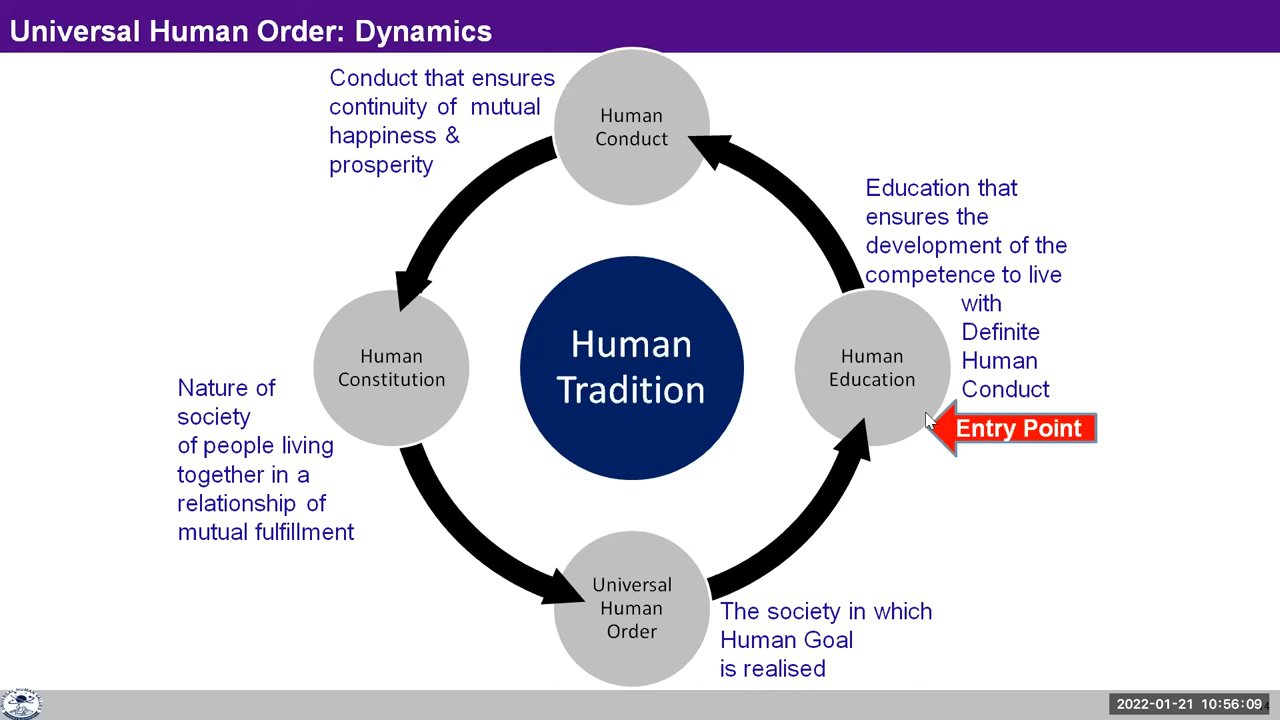 Universal Human Order: Dynamics
Conduct that ensures
continuity of mutual
happiness &
prosperity
Human
Conduct
Education that
ensures the
development of the
competence to live
with
Definite
Human
Conduct
Human
Tradition
Human
Constitution
Human
Education
Entry Point
Nature of
society
of people living
together in a
relationship of
mutual fulfillment
Universal
Human
Order
The society in which
Human Goal
is realised
2022-01-21 10:56:09